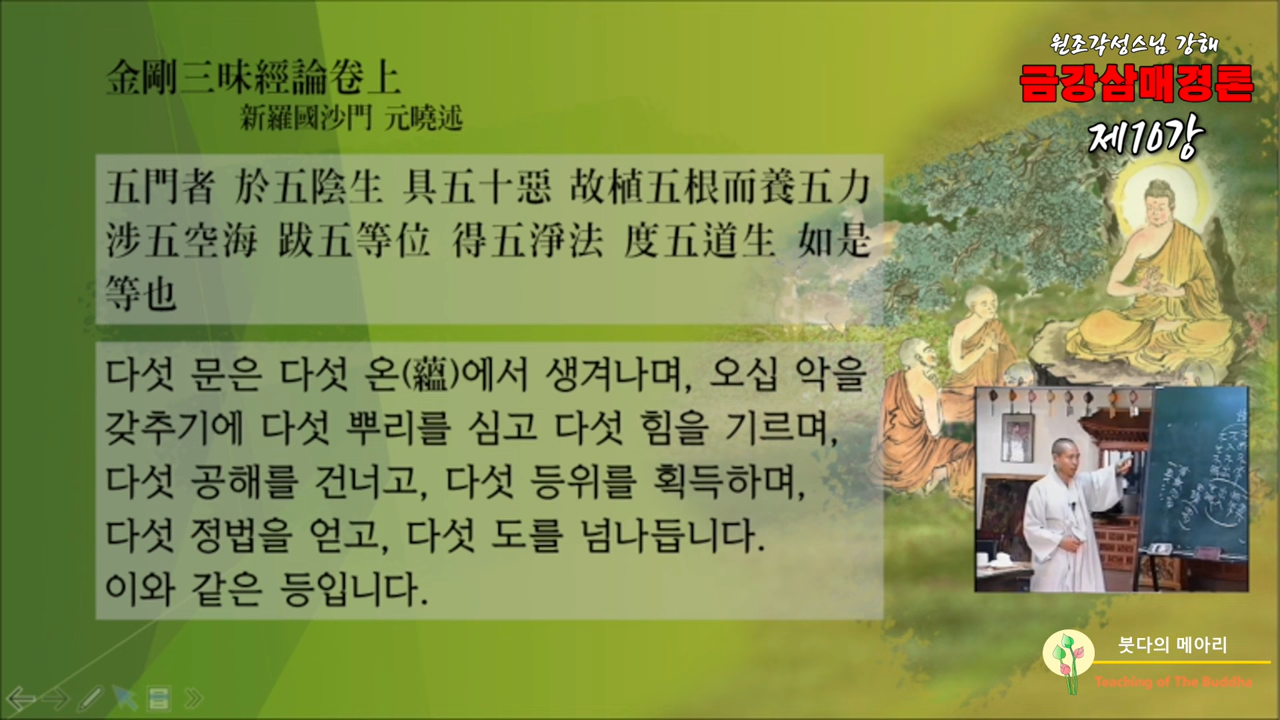 金剛三昧經論卷上
新羅國沙門 元曉述
원조각성스님 강해
금강삼매경론
제10강
五門者 於五陰生 具五十惡 故植五根而養五力
涉五空海 跋五等位 得五淨法 度五道生 如是
等也
다섯 문은 다섯 온(蘊)에서 생겨나며, 오십 악을
갖추기에 다섯 뿌리를 심고 다섯 힘을 기르며,
다섯 공해를 건너고, 다섯 등위를 획득하며,
다섯 정법을 얻고, 다섯 도를 넘나듭니다.
이와 같은 등입니다.
붓다의 메아리
Teaching of The Buddha